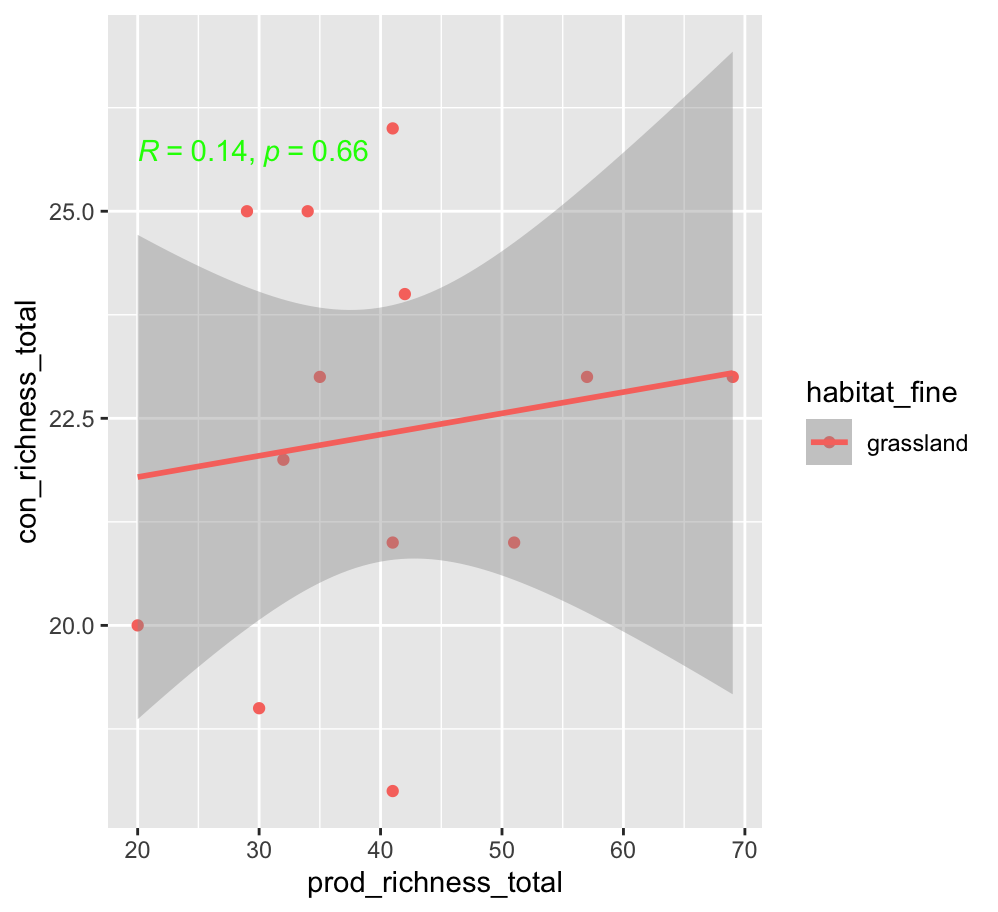 R = 0.14, p = 0.66
25.0
22.5
20.0
con_richness_total
20 30 40 50 60 70
prod_richness_total
habitat_fine
grassland